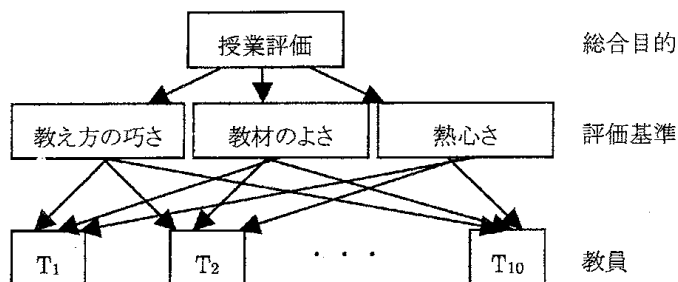 授業評価 総合目的
教え方の巧さ 教材のよさ 熱心さ 評価基準
T1 T2 ・・・ T10 教員